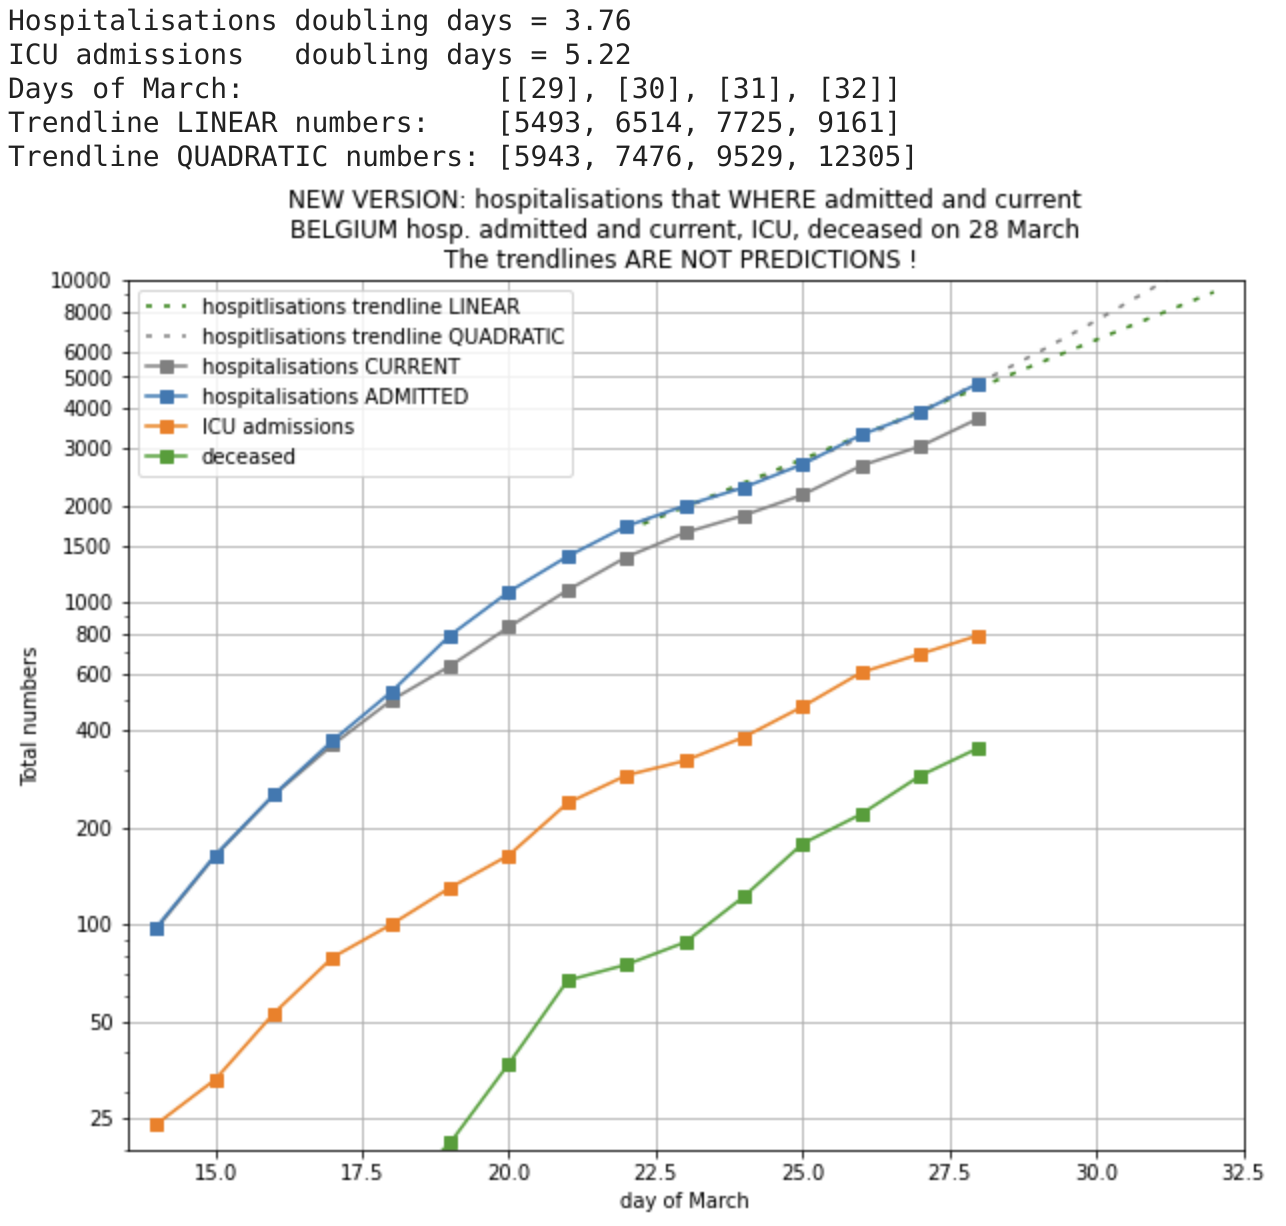 Hospitalisations doubling days = 3.76
ICU admissions   doubling days = 5.22
Days of March:               [[29], [30], [31], [32]]
Trendline LINEAR numbers:    [5493, 6514, 7725, 9161]
Trendline QUADRATIC numbers: [5943, 7476, 9529, 12305]
NEW VERSION: hospitalisations that WHERE admitted and current
BELGIUM hosp. admitted and current, ICU, deceased on 28 March
The trendlines ARE NOT PREDICTIONS !
hospitlisations trendline LINEAR
hospitlisations trendline QUADRATIC
hospitalisations CURRENT
hospitalisations ADMITTED
ICU admissions
deceased
Total numbers
10000
8000
6000
5000
4000
3000
2000
1500
1000
800
600
400
200
100
50
25
15.0 17.5 20.0 22.5 25.0 27.5 30.0 32.5
day of March